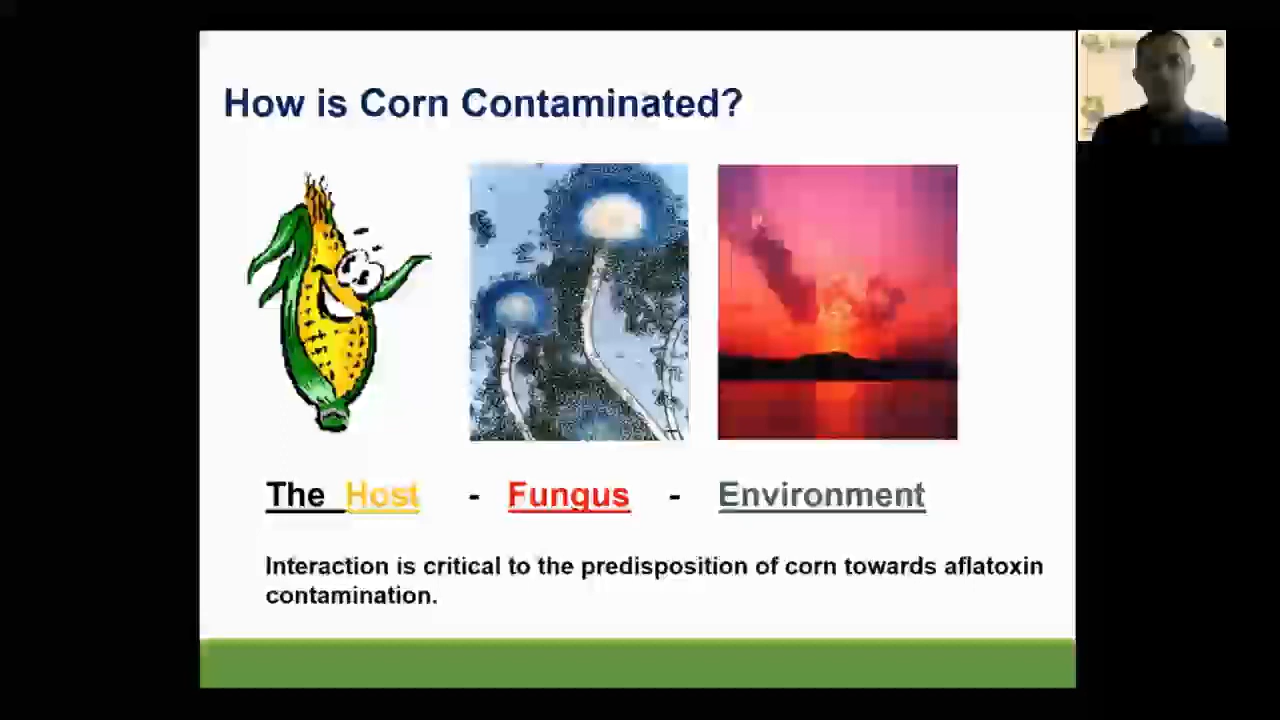 How is Corn Contaminated?
The Host - Fungus - Environment
Interaction is critical to the predisposition of corn towards aflatoxin
contamination.